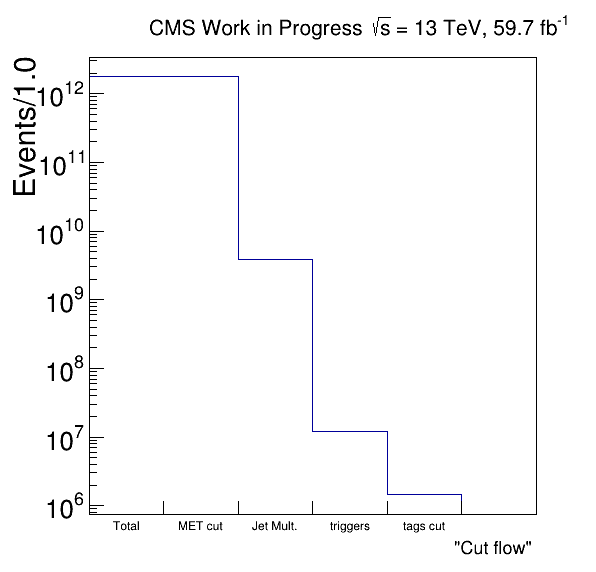 CMS Work in Progress √s = 13 TeV, 59.7 fb⁻¹
Events/1.0
10¹²
10¹¹
10¹⁰
10⁹
10⁸
10⁷
10⁶
Total MET cut Jet Mult. triggers tags cut
"Cut flow"